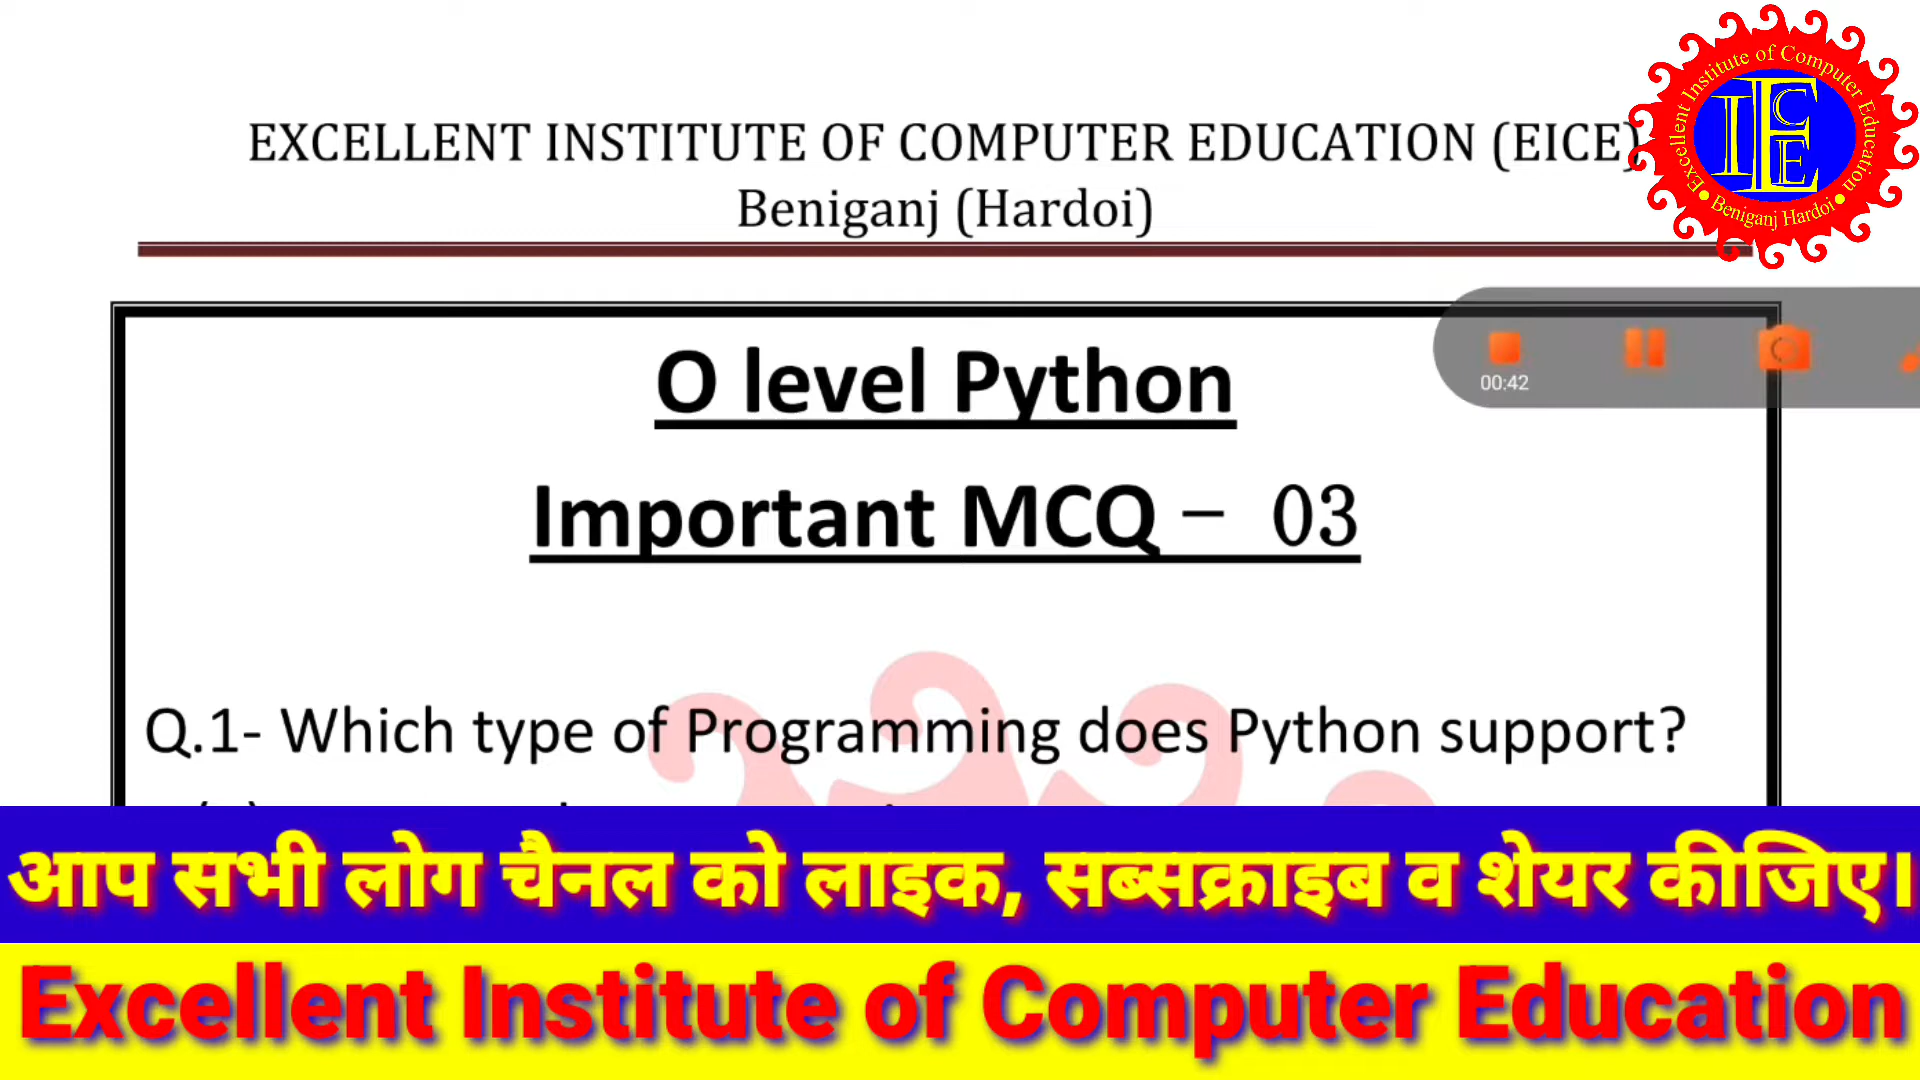 EXCELLENT INSTITUTE OF COMPUTER EDUCATION (EICE)
Beniganj (Hardoi)
Excellent Institute of Computer Education
IECE
Beniganj Hardoi
00:42
O level Python
Important MCQ – 03
Q.1- Which type of Programming does Python support?
आप सभी लोग चैनल को लाइक, सब्सक्राइब व शेयर कीजिए।
Excellent Institute of Computer Education